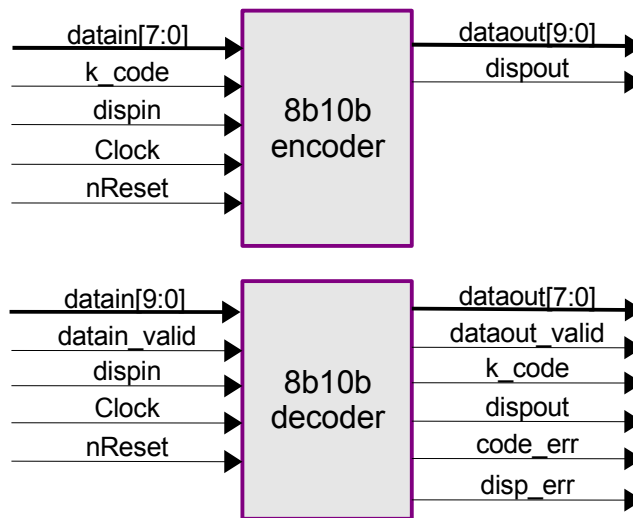 datain[7:0]
k_code
dispin
Clock
nReset
8b10b
encoder
dataout[9:0]
dispout
datain[9:0]
datain_valid
dispin
Clock
nReset
8b10b
decoder
dataout[7:0]
dataout_valid
k_code
dispout
code_err
disp_err